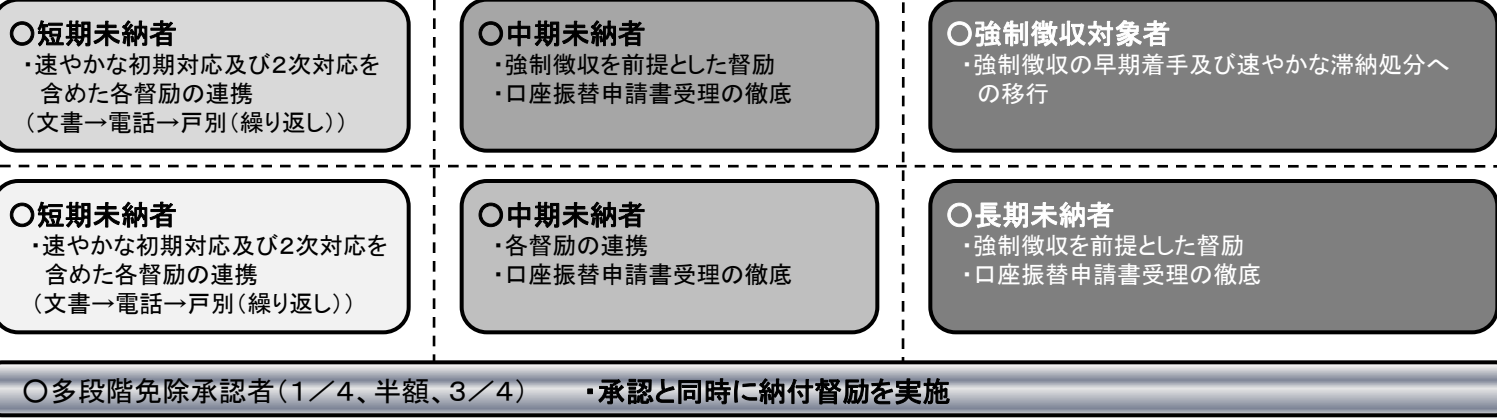 ○短期未納者
・速やかな初期対応及び２次対応を
含めた各督励の連携
（文書→電話→戸別（繰り返し））
○中期未納者
・強制徴収を前提とした督励
・口座振替申請書受理の徹底
○強制徴収対象者
・強制徴収の早期着手及び速やかな滞納処分へ
の移行
○短期未納者
・速やかな初期対応及び２次対応を
含めた各督励の連携
（文書→電話→戸別（繰り返し））
○中期未納者
・各督励の連携
・口座振替申請書受理の徹底
○長期未納者
・強制徴収を前提とした督励
・口座振替申請書受理の徹底
○多段階免除承認者（１／４、半額、３／４）　　・承認と同時に納付督励を実施